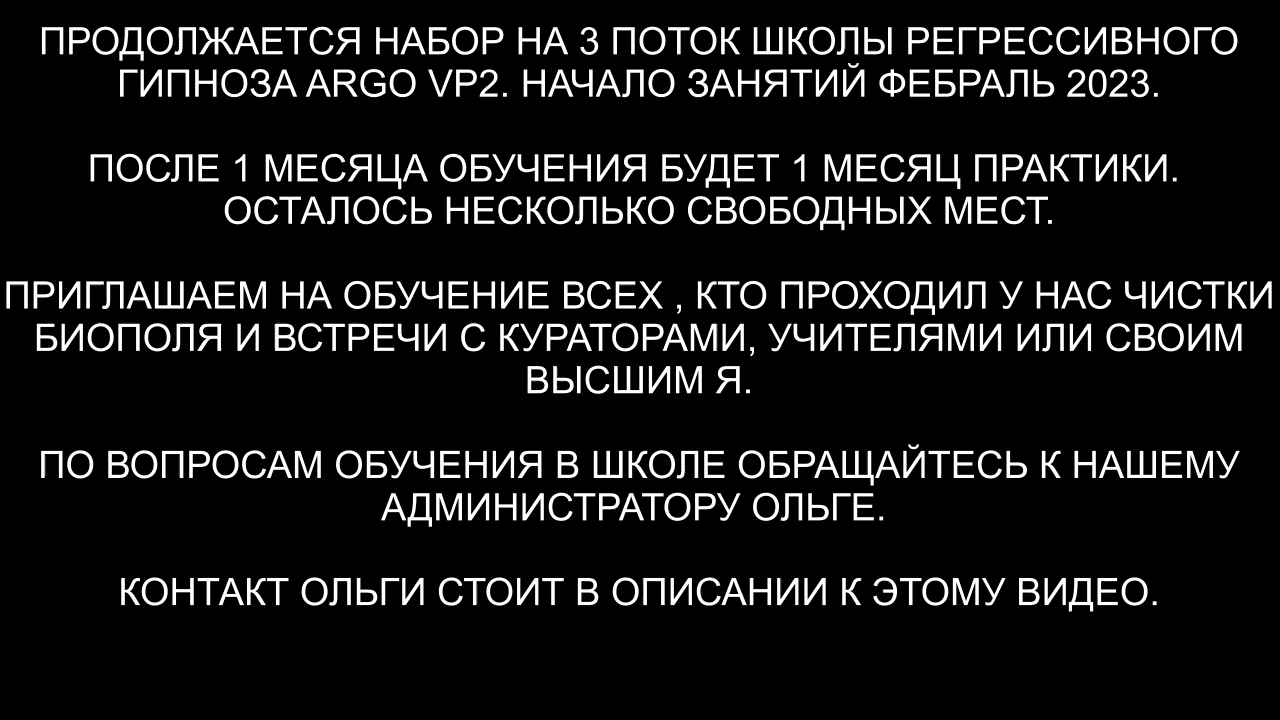 ПРОДОЛЖАЕТСЯ НАБОР НА 3 ПОТОК ШКОЛЫ РЕГРЕССИВНОГО
ГИПНОЗА ARGO VP2. НАЧАЛО ЗАНЯТИЙ ФЕБРАЛЬ 2023.
ПОСЛЕ 1 МЕСЯЦА ОБУЧЕНИЯ БУДЕТ 1 МЕСЯЦ ПРАКТИКИ.
ОСТАЛОСЬ НЕСКОЛЬКО СВОБОДНЫХ МЕСТ.
ПРИГЛАШАЕМ НА ОБУЧЕНИЕ ВСЕХ , КТО ПРОХОДИЛ У НАС ЧИСТКИ
БИОПОЛЯ И ВСТРЕЧИ С КУРАТОРАМИ, УЧИТЕЛЯМИ ИЛИ СВОИМ
ВЫСШИМ Я.
ПО ВОПРОСАМ ОБУЧЕНИЯ В ШКОЛЕ ОБРАЩАЙТЕСЬ К НАШЕМУ
АДМИНИСТРАТОРУ ОЛЬГЕ.
КОНТАКТ ОЛЬГИ СТОИТ В ОПИСАНИИ К ЭТОМУ ВИДЕО.